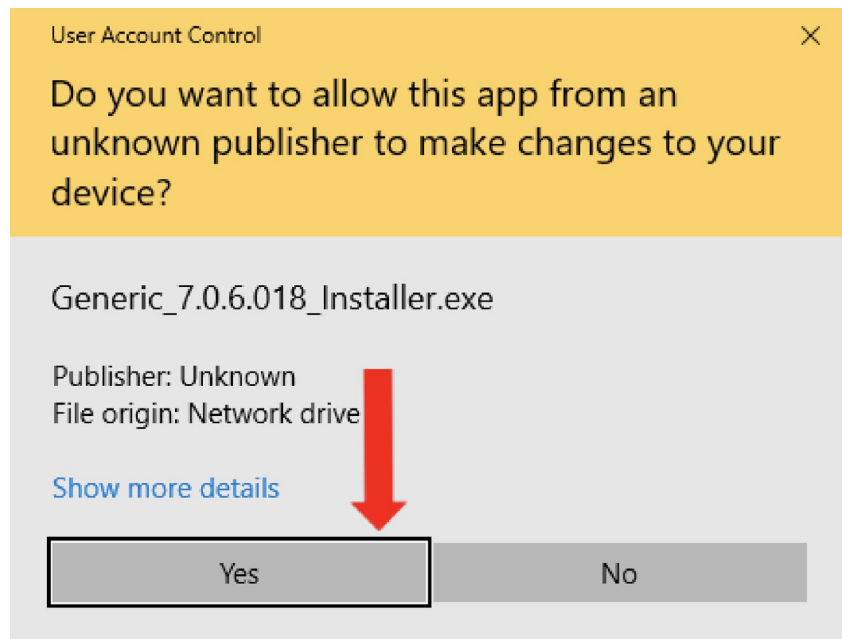 User Account Control
Do you want to allow this app from an
unknown publisher to make changes to your
device?
Generic_7.0.6.018_Installer.exe
Publisher: Unknown
File origin: Network drive
Show more details
Yes
No